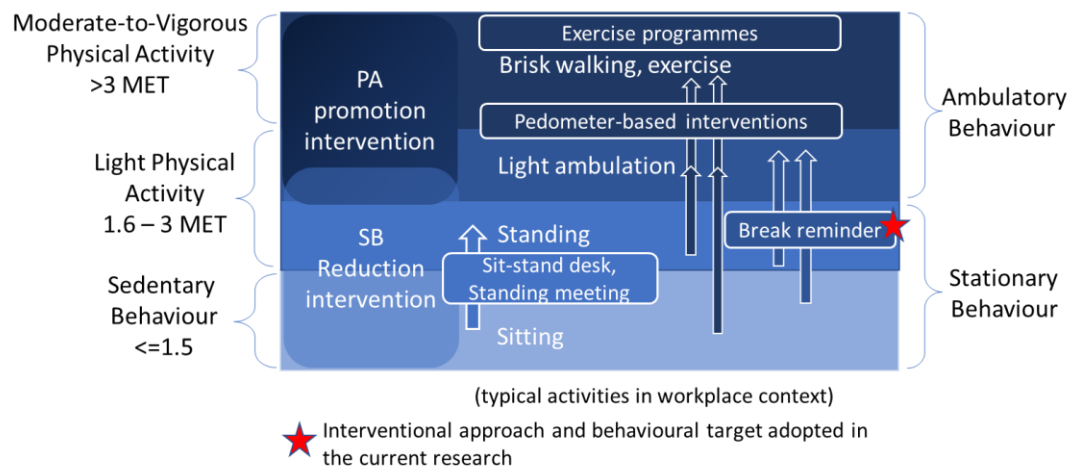 Moderate-to-Vigorous
Physical Activity
>3 MET
Light Physical
Activity
1.6 – 3 MET
Sedentary
Behaviour
<=1.5
PA
promotion
intervention
SB
Reduction
intervention
Exercise programmes
Brisk walking, exercise
Pedometer-based interventions
Light ambulation
Standing
Break reminder
Sit-stand desk,
Standing meeting
Sitting
Ambulatory
Behaviour
Stationary
Behaviour
(typical activities in workplace context)
Interventional approach and behavioural target adopted in
the current research